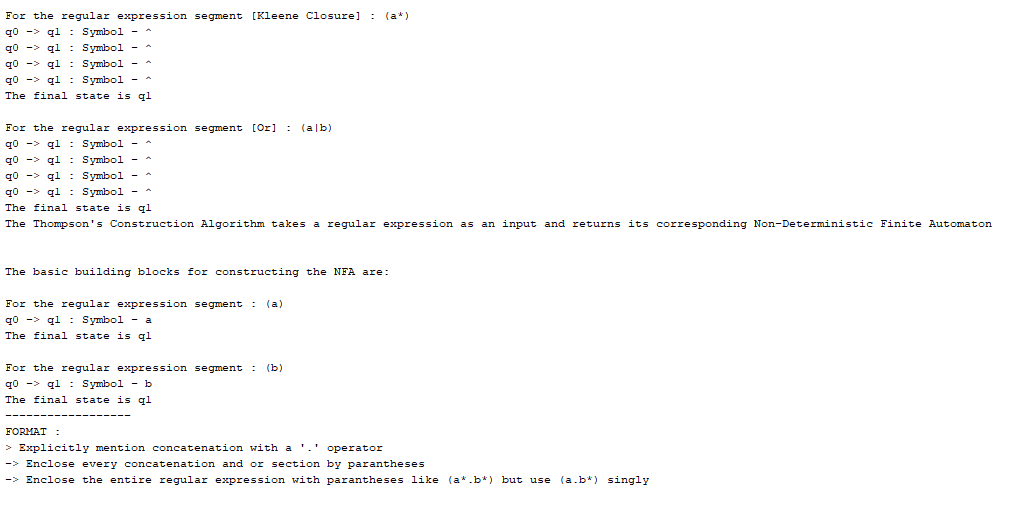 For the regular expression segment [Kleene Closure] : (a*)
q0 -> q1 : Symbol - ^
q0 -> q1 : Symbol - ^
q0 -> q1 : Symbol - ^
q0 -> q1 : Symbol - ^
The final state is q1
For the regular expression segment [Or] : (a|b)
q0 -> q1 : Symbol - ^
q0 -> q1 : Symbol - ^
q0 -> q1 : Symbol - ^
q0 -> q1 : Symbol - ^
The final state is q1
The Thompson's Construction Algorithm takes a regular expression as an input and returns its corresponding Non-Deterministic Finite Automaton
The basic building blocks for constructing the NFA are:
For the regular expression segment : (a)
q0 -> q1 : Symbol - a
The final state is q1
For the regular expression segment : (b)
q0 -> q1 : Symbol - b
The final state is q1
------------------
FORMAT :
> Explicitly mention concatenation with a '.' operator
-> Enclose every concatenation and or section by parantheses
-> Enclose the entire regular expression with parantheses like (a*.b*) but use (a.b*) singly